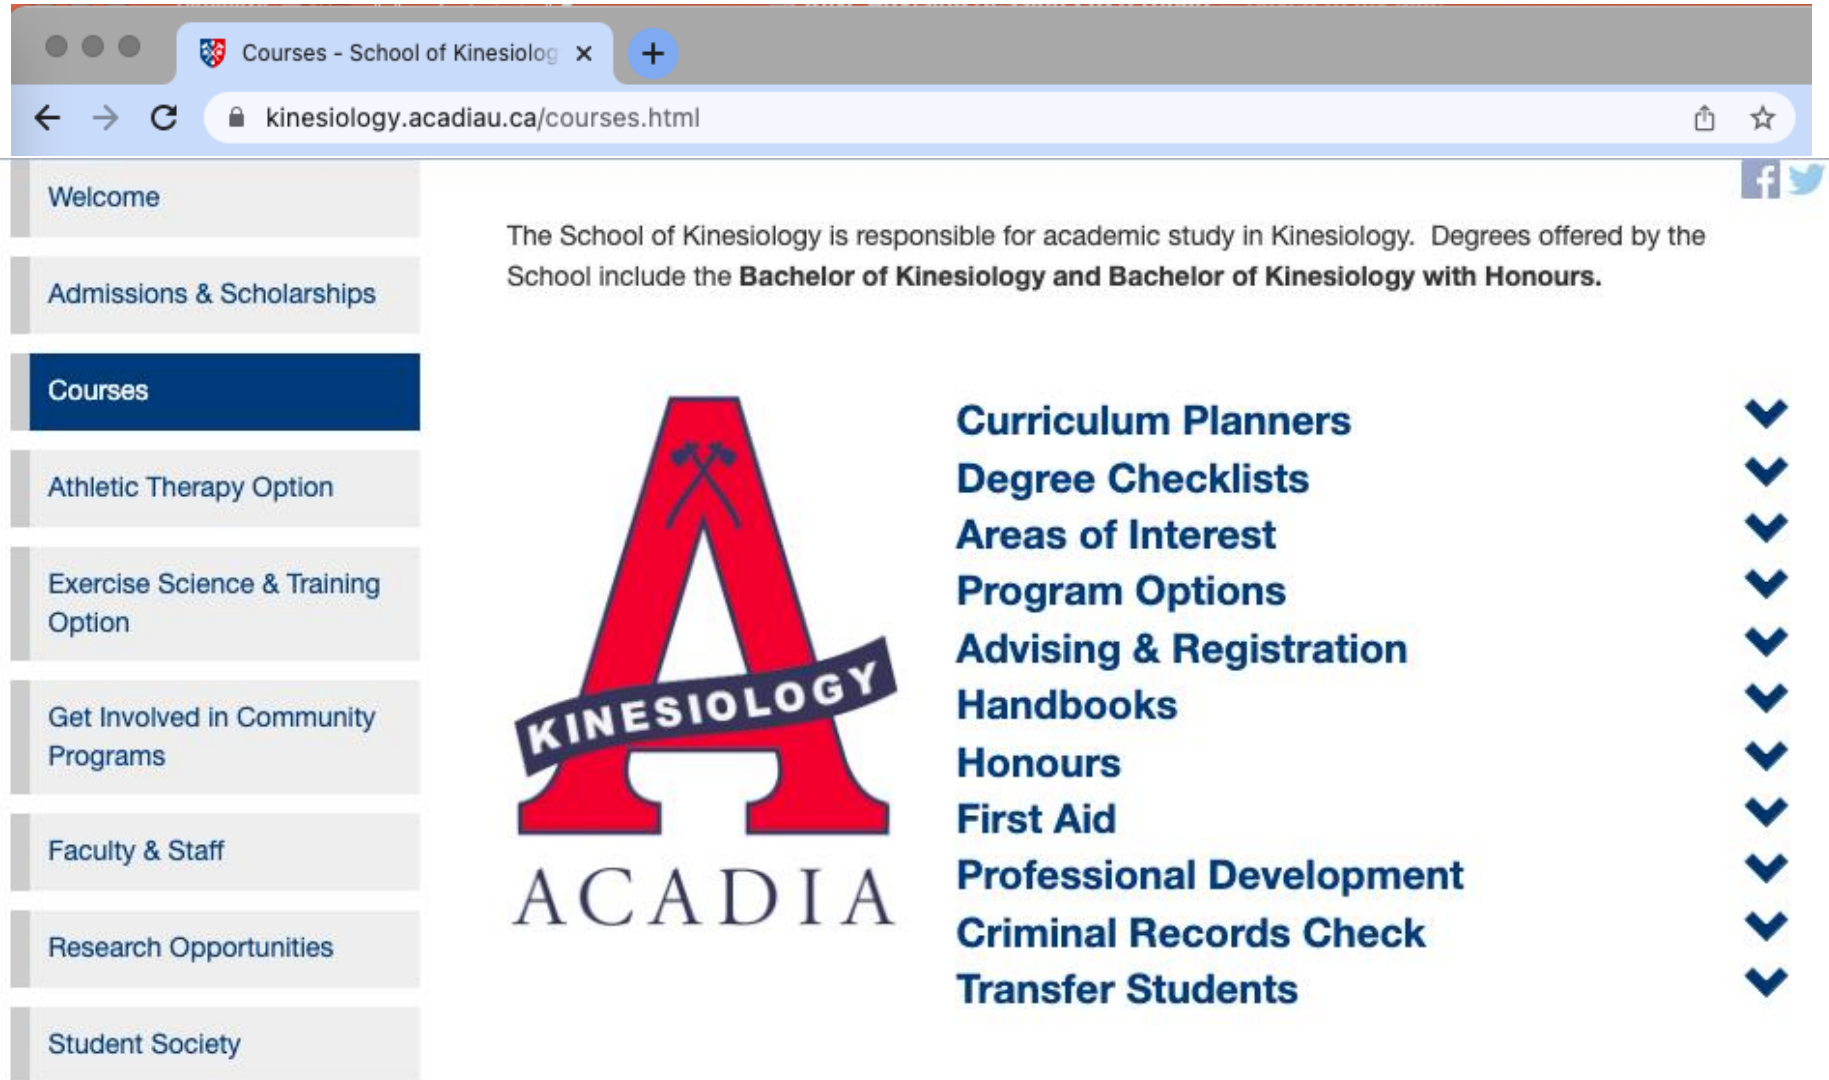 Courses - School of Kinesiolog
kinesiology.acadiau.ca/courses.html
Welcome
Admissions & Scholarships
Courses
Athletic Therapy Option
Exercise Science & Training
Option
Get Involved in Community
Programs
Faculty & Staff
Research Opportunities
Student Society
The School of Kinesiology is responsible for academic study in Kinesiology. Degrees offered by the
School include the Bachelor of Kinesiology and Bachelor of Kinesiology with Honours.
A
KINESIOLOGY
ACADIA
Curriculum Planners
Degree Checklists
Areas of Interest
Program Options
Advising & Registration
Handbooks
Honours
First Aid
Professional Development
Criminal Records Check
Transfer Students